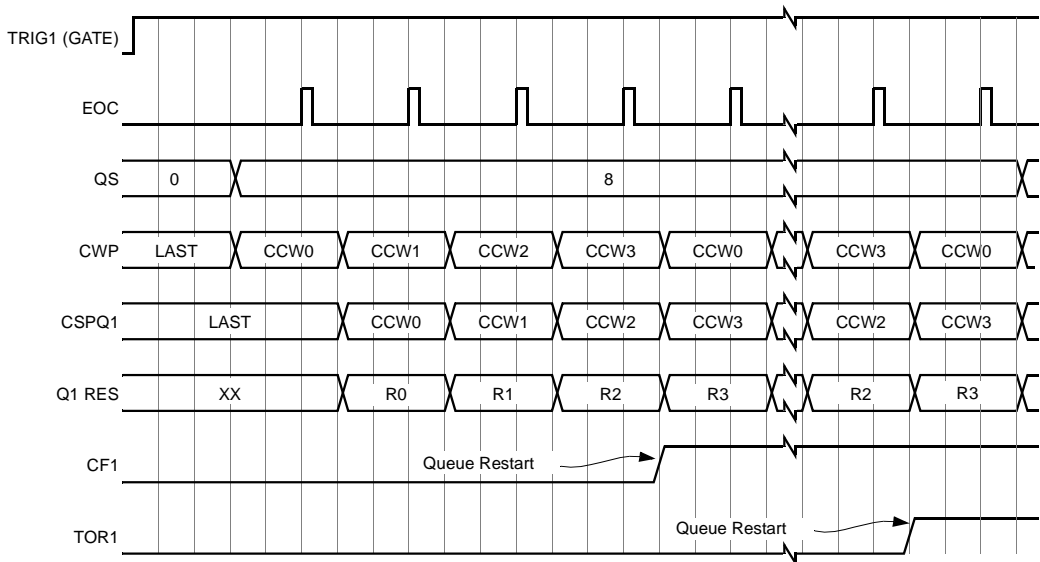 TRIG1 (GATE)
EOC
QS 0 8
CWP LAST CCW0 CCW1 CCW2 CCW3 CCW0 CCW3 CCW0
CSPQ1 LAST CCW0 CCW1 CCW2 CCW3 CCW2 CCW3
Q1 RES XX R0 R1 R2 R3 R2 R3
CF1 Queue Restart
TOR1 Queue Restart